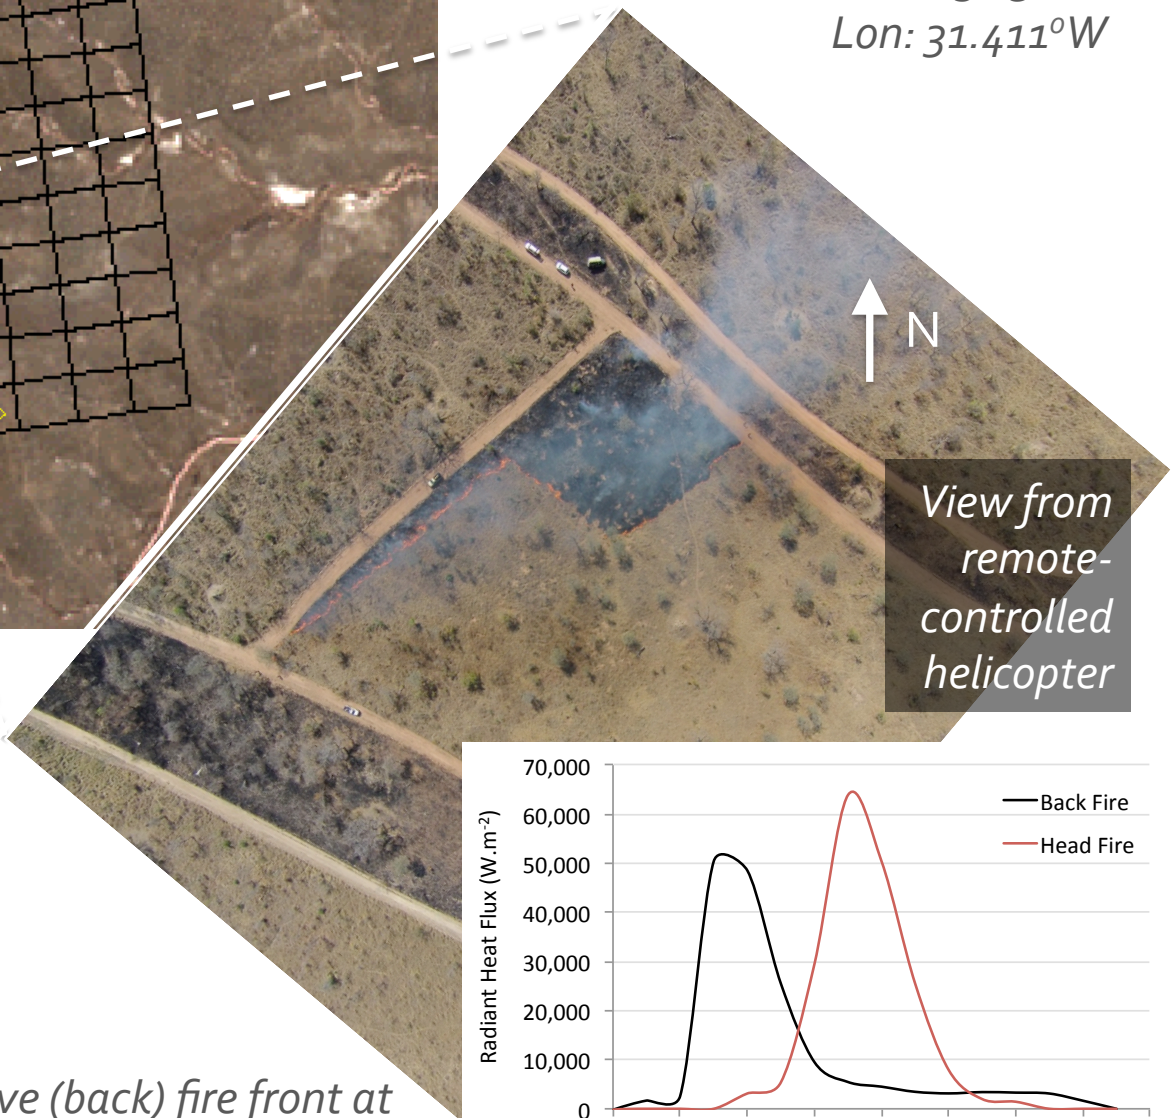 Lon: 31.411°W
N
View from
remote-
controlled
helicopter
70,000
60,000
50,000
40,000
30,000
20,000
10,000
0
Radiant Heat Flux (W.m-2)
Back Fire
Head Fire
(back) fire front at